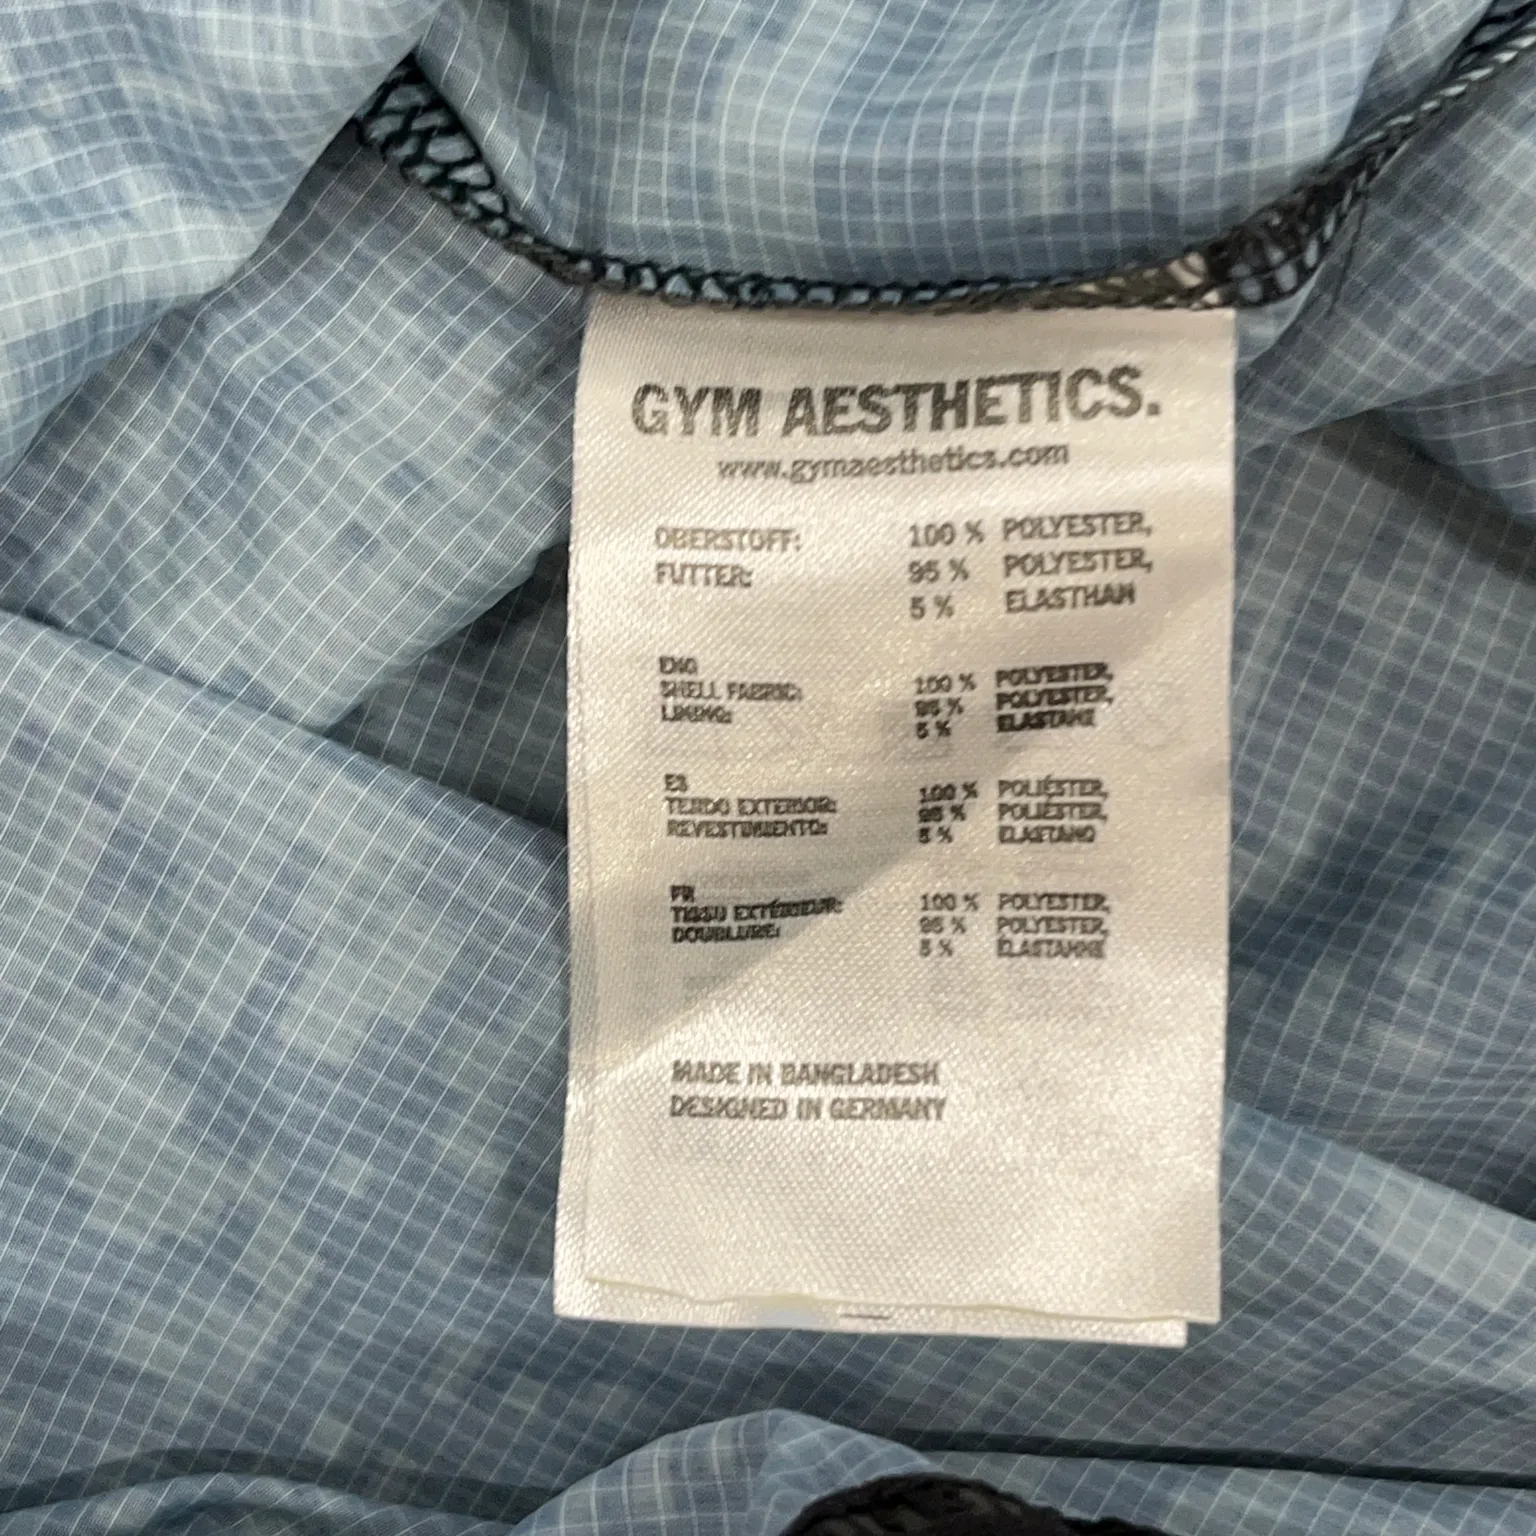 GYM AESTHETICS.
www.gymaesthetics.com
OBERSTOFF: 100 % POLYESTER,
FUTTER: 95 % POLYESTER,
5 % ELASTHAN
ENG
SHELL FABRIC: 100 % POLYESTER,
LINING: 95 % POLYESTER,
5 % ELASTANE
ES
TEJIDO EXTERIOR: 100 % POLIÉSTER,
REVESTIMIENTO: 95 % POLIÉSTER,
5 % ELASTANO
FR
TISSU EXTÉRIEUR: 100 % POLYESTER,
DOUBLURE: 95 % POLYESTER,
5 % ÉLASTANNE
MADE IN BANGLADESH
DESIGNED IN GERMANY